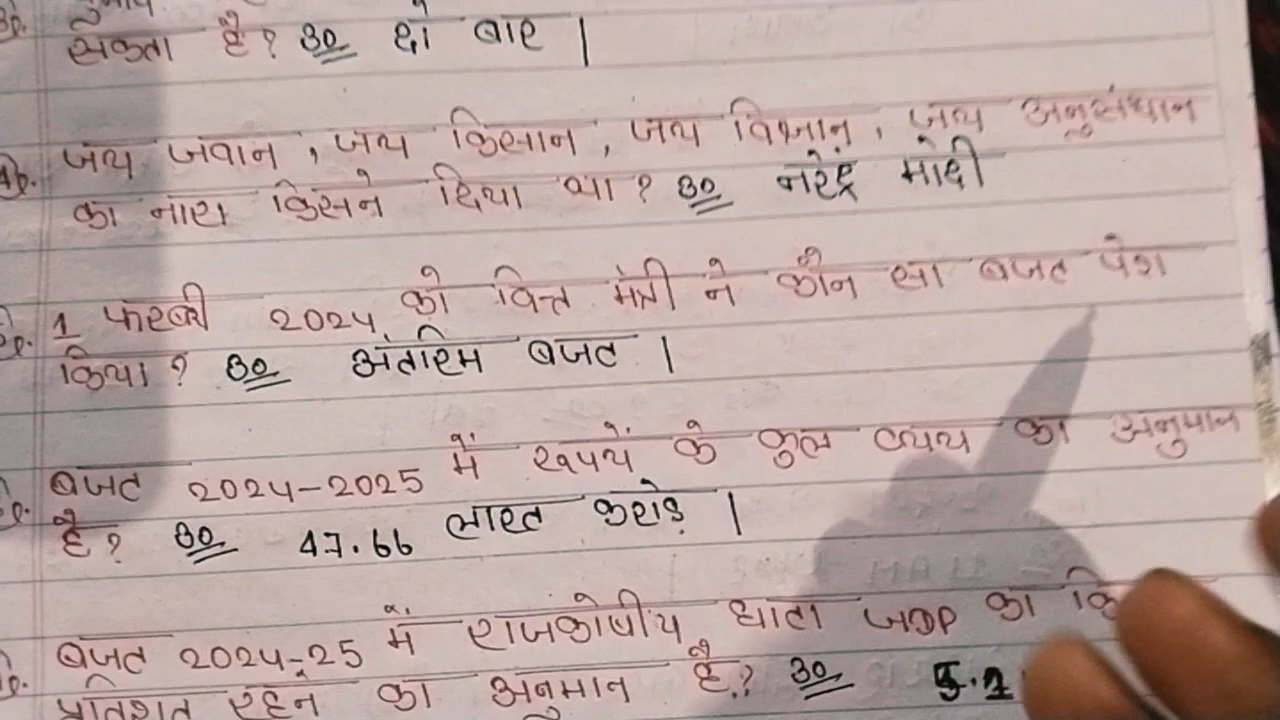 सकता है? उ० दो बार |
जय जवान, जय किसान, जय विज्ञान, जय अनुसंधान
का नारा किसने दिया था? उ० नरेंद्र मोदी
1 फरवरी 2024 को वित्त मंत्री ने कौन सा बजट पेश
किया? उ० अंतरिम बजट |
बजट 2024-2025 में रूपये के कुल व्यय का अनुमान
है? उ० 47.66 लाख करोड़ |
बजट 2024-25 में राजकोषीय घाटा GDP का
प्रतिशत रहने का अनुमान है? उ० 5.1